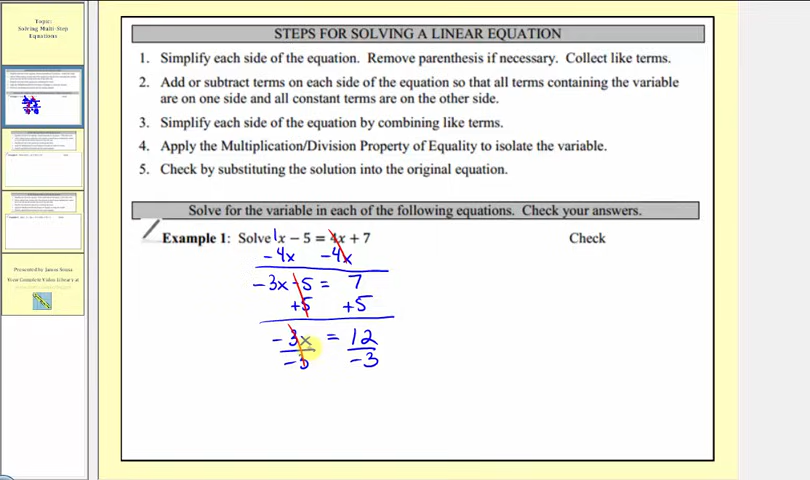 Topic:
Solving Multi-Step
Equations
Presented by James Sousa
STEPS FOR SOLVING A LINEAR EQUATION
1. Simplify each side of the equation. Remove parenthesis if necessary. Collect like terms.
2. Add or subtract terms on each side of the equation so that all terms containing the variable
are on one side and all constant terms are on the other side.
3. Simplify each side of the equation by combining like terms.
4. Apply the Multiplication/Division Property of Equality to isolate the variable.
5. Check by substituting the solution into the original equation.
Solve for the variable in each of the following equations. Check your answers.
Example 1: Solve 1x − 5 = 4x + 7 Check
− 4x − 4x
− 3x − 5 = 7
+5 +5
− 3x = 12
−3 −3